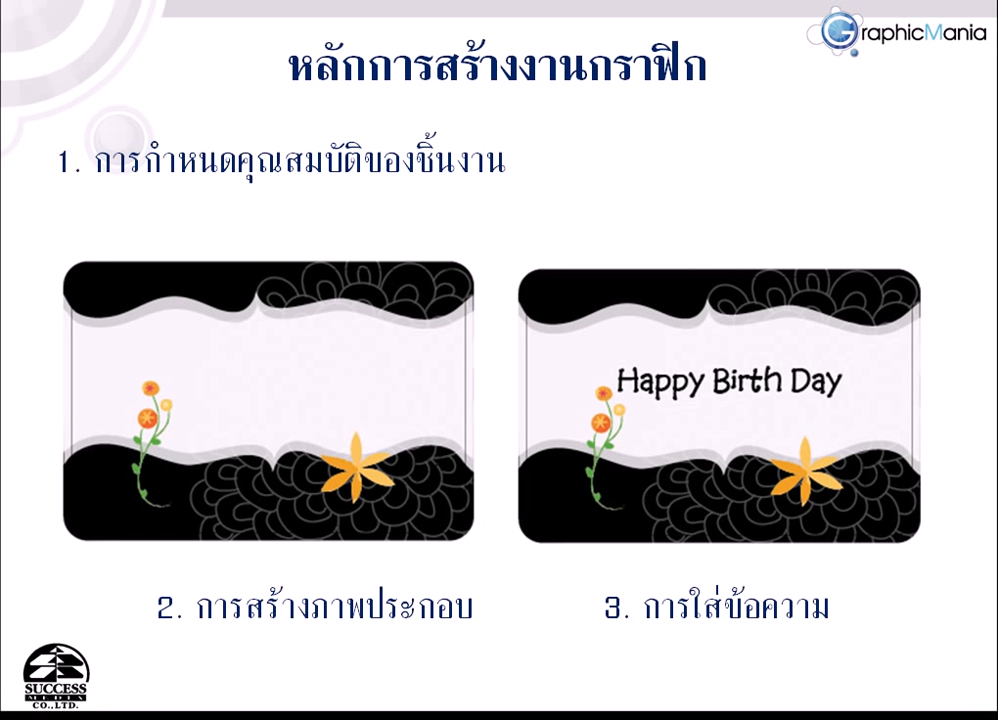 GraphicMania
หลักการสร้างงานกราฟิก
1. การกำหนดคุณสมบัติของชิ้นงาน
Happy Birth Day
2. การสร้างภาพประกอบ
3. การใส่ข้อความ
SUCCESS
MEDIA
CO.,LTD.